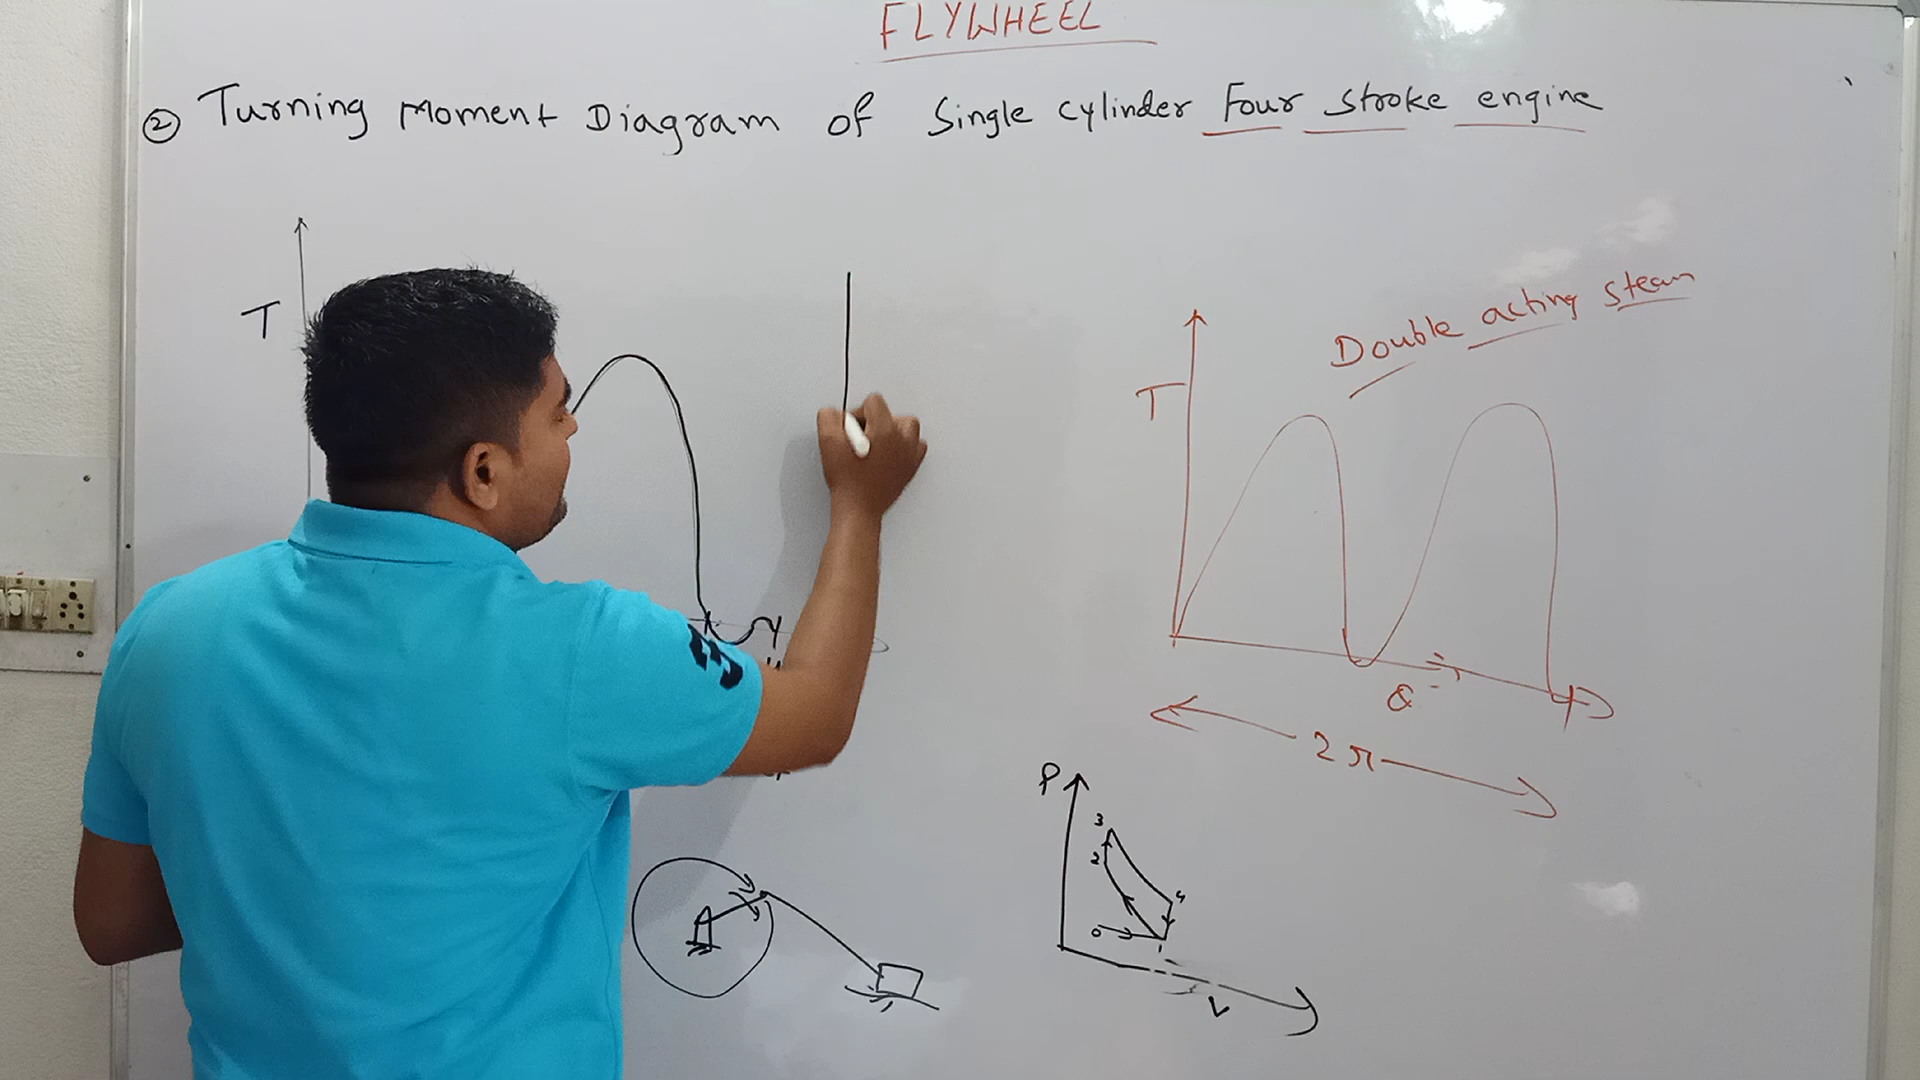 FLYWHEEL
② Turning Moment Diagram of Single cylinder Four stroke engine
T
Double acting steam
T
θ
2π
P
3
2
4
0
1
V